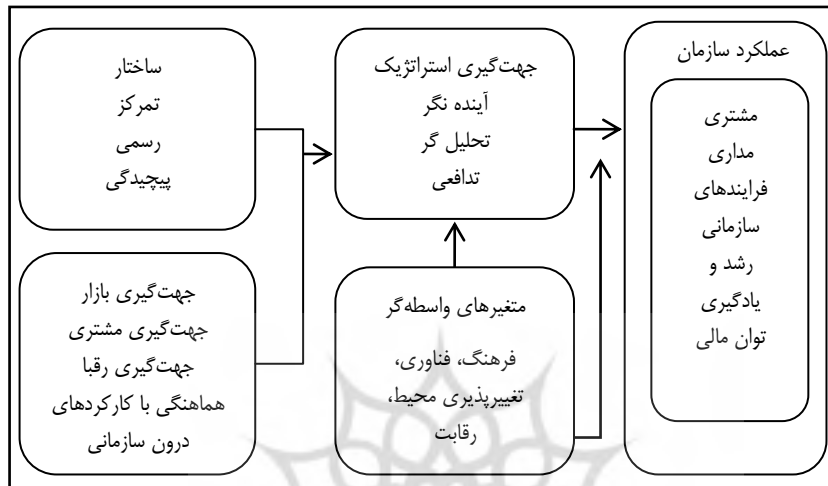 ساختار
تمرکز
رسمی
پیچیدگی
جهت‌گیری بازار
جهت‌گیری مشتری
جهت‌گیری رقبا
هماهنگی با کارکردهای
درون سازمانی
جهت‌گیری استراتژیک
آینده نگر
تحلیل گر
تدافعی
متغیرهای واسطه‌گر
فرهنگ، فناوری،
تغییرپذیری محیط،
رقابت
عملکرد سازمان
مشتری
مداری
فرایندهای
سازمانی
رشد و
یادگیری
توان مالی